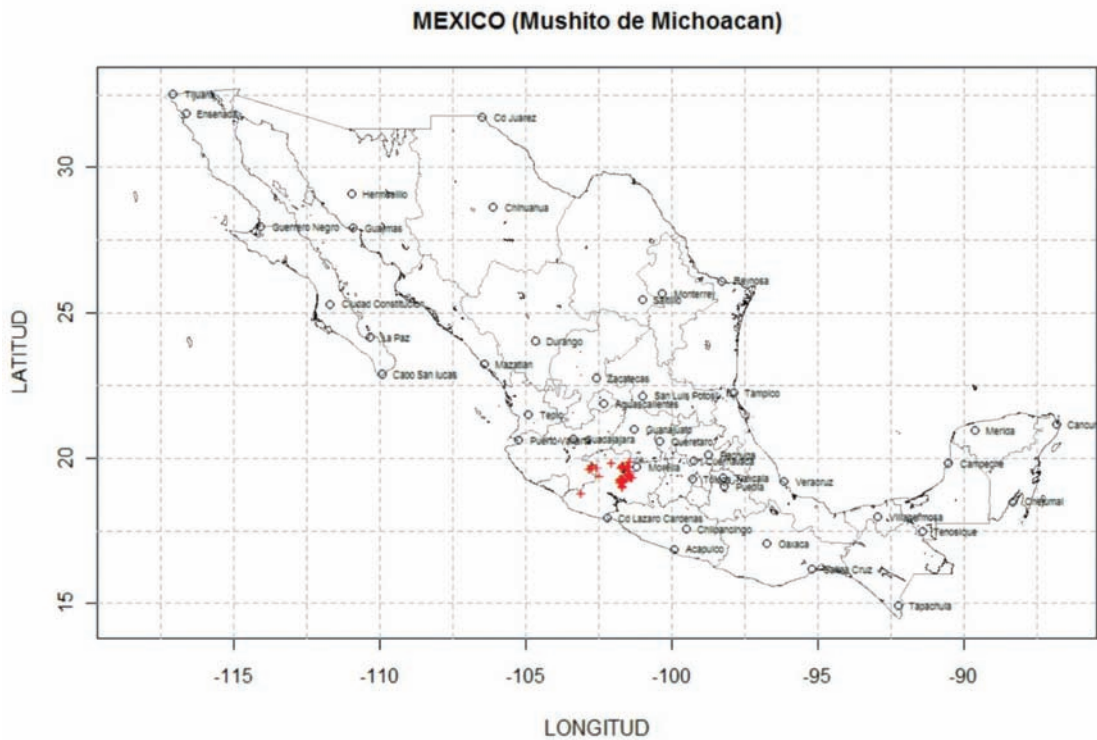 MEXICO (Mushito de Michoacan)
Tijuana
Ensenada
Cd Juarez
30
Hermosillo
Chihuahua
Guerrero Negro
Guaymas
Reynosa
Monterrey
Saltillo
25
Ciudad Constitucion
La Paz
Durango
LATITUD
Mazatlan
Cabo San lucas
Zacatecas
San Luis Potosi
Tampico
Aguascalientes
Tepic
Guanajuato
Merida
Cancun
Puerto Vallarta
Guadalajara
Queretaro
Pachuca
20
Morelia
Cuernavaca
Campeche
Tlaxcala
Puebla
Veracruz
Chetumal
Cd Lazaro Cardenas
Villahermosa
Chilpancingo
Tenosique
Acapulco
Oaxaca
Salina Cruz
15
Tapachula
-115 -110 -105 -100 -95 -90
LONGITUD